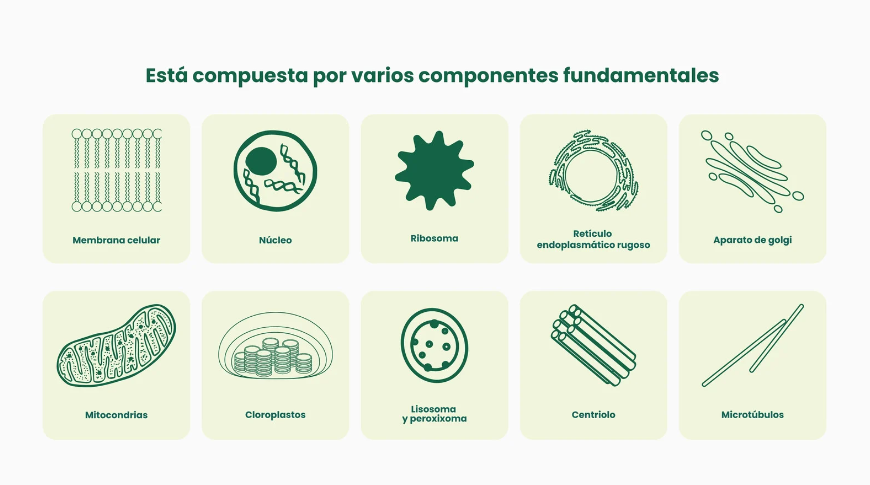 Está compuesta por varios componentes fundamentales
Membrana celular
Núcleo
Ribosoma
Retículo
endoplasmático rugoso
Aparato de golgi
Mitocondrias
Cloroplastos
Lisosoma
y peroxixoma
Centriolo
Microtúbulos